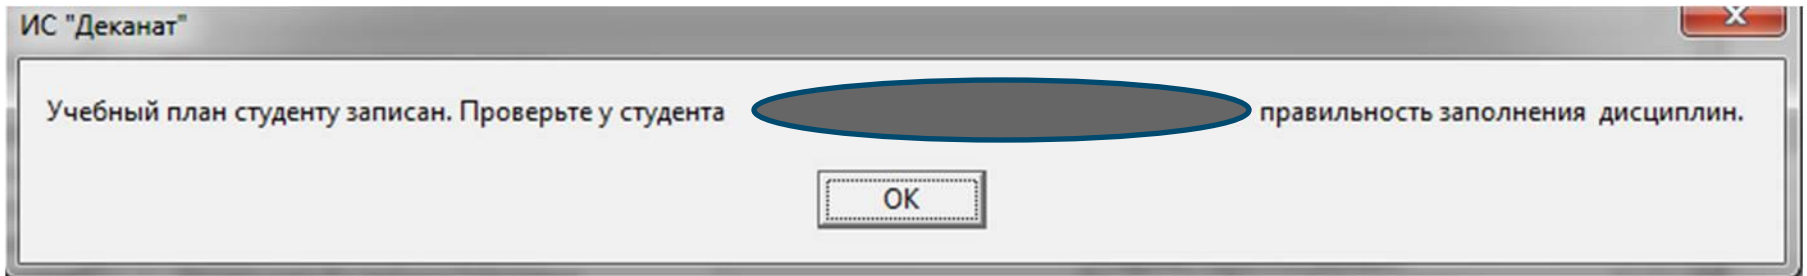 ИС "Деканат"
Учебный план студенту записан. Проверьте у студента правильность заполнения дисциплин.
OK